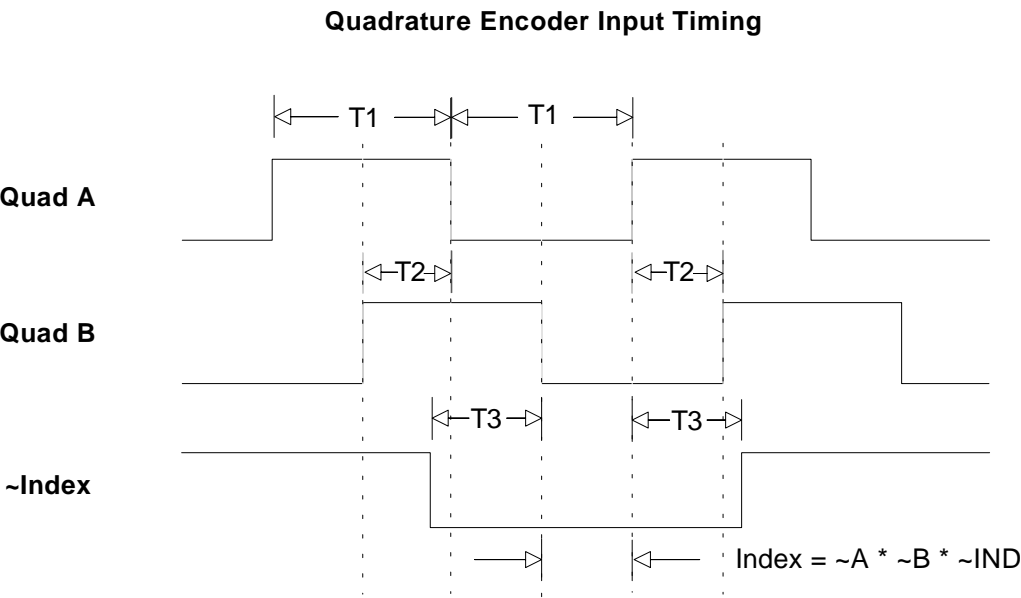 Quadrature Encoder Input Timing
T1 T1
Quad A
T2 T2
Quad B
T3 T3
~Index
Index = ~A * ~B * ~IND